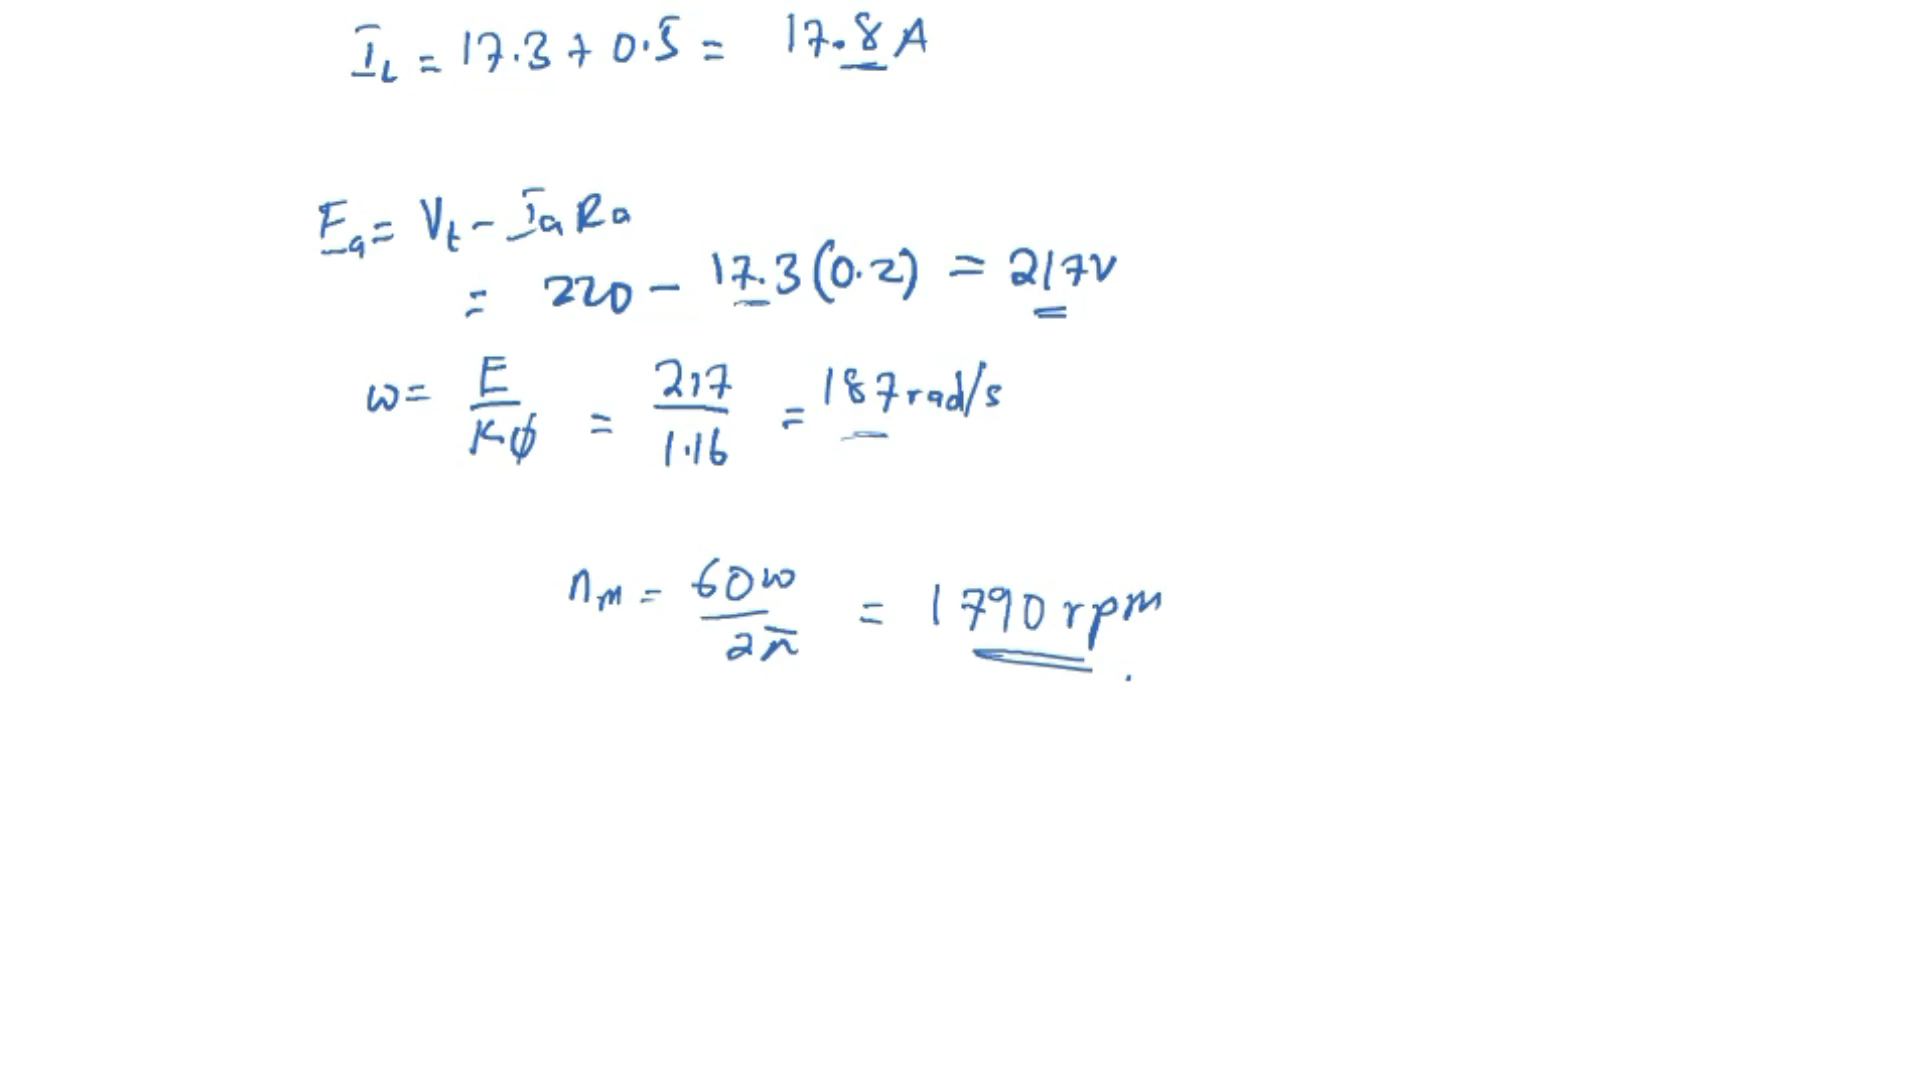 I_L = 17.3 + 0.5 = 17.8 A
E_a = V_t - I_a R_a
= 220 - 17.3 (0.2) = 217V
ω = E/Kϕ = 217/1.16 = 187 rad/s
n_m = 60ω/2π = 1790 rpm